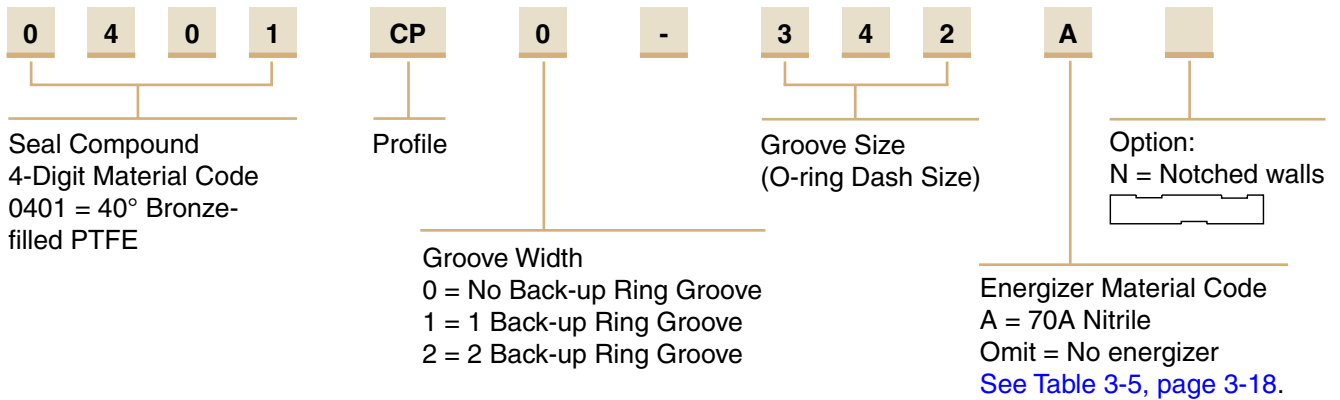 0 4 0 1 CP 0 - 3 4 2 A
Seal Compound
4-Digit Material Code
0401 = 40° Bronze-
filled PTFE
Profile
Groove Width
0 = No Back-up Ring Groove
1 = 1 Back-up Ring Groove
2 = 2 Back-up Ring Groove
Groove Size
(O-ring Dash Size)
Option:
N = Notched walls
Energizer Material Code
A = 70A Nitrile
Omit = No energizer
See Table 3-5, page 3-18.